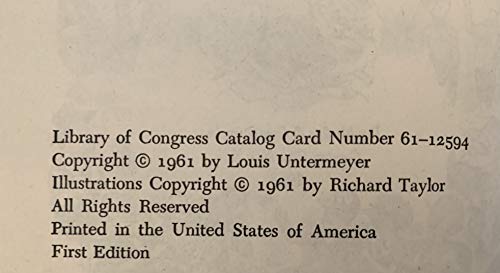 Library of Congress Catalog Card Number 61–12594
Copyright © 1961 by Louis Untermeyer
Illustrations Copyright © 1961 by Richard Taylor
All Rights Reserved
Printed in the United States of America
First Edition